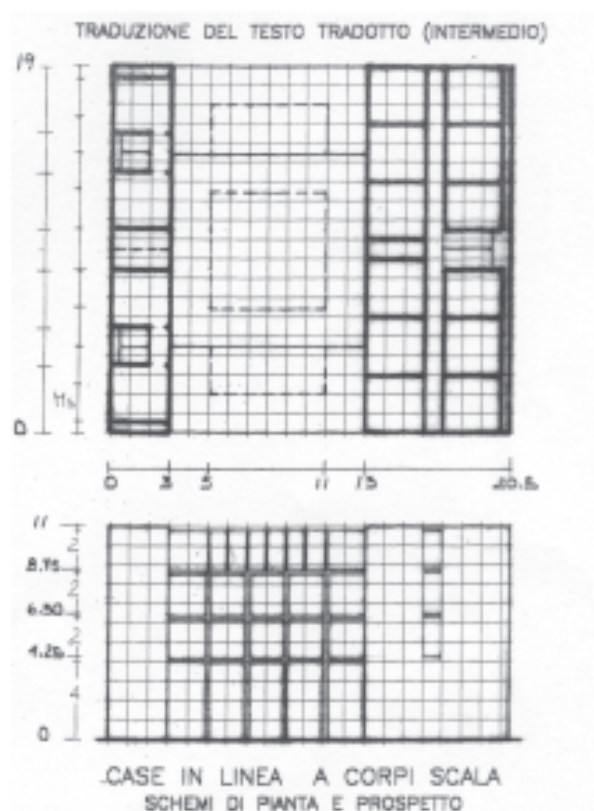 TRADUZIONE DEL TESTO TRADOTTO (INTERMEDIO)
19
0
0 3 5 11 13 20.5
11
2
8.75
2
6.50
2
4.25
4
0
CASE IN LINEA A CORPI SCALA
SCHEMI DI PIANTA E PROSPETTO